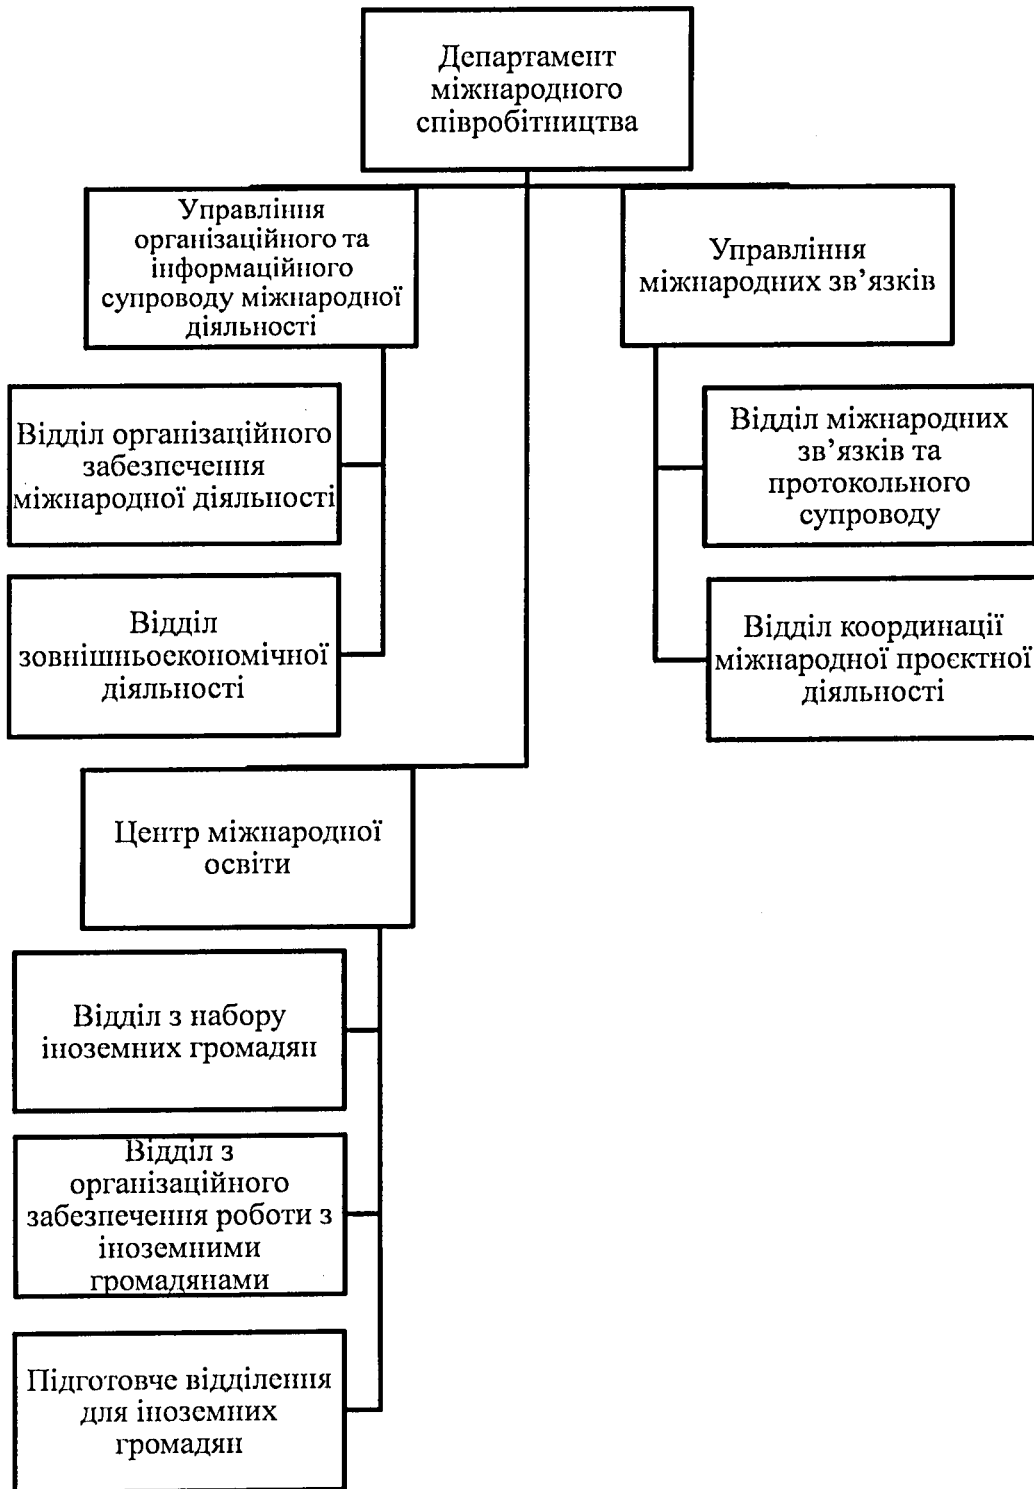 Департамент
міжнародного
співробітництва
Управління
організаційного та
інформаційного
супроводу міжнародної
діяльності
Управління
міжнародних зв’язків
Відділ організаційного
забезпечення
міжнародної діяльності
Відділ міжнародних
зв’язків та
протокольного
супроводу
Відділ
зовнішньоекономічної
діяльності
Відділ координації
міжнародної проєктної
діяльності
Центр міжнародної
освіти
Відділ з набору
іноземних громадян
Відділ з
організаційного
забезпечення роботи з
іноземними
громадянами
Підготовче відділення
для іноземних
громадян